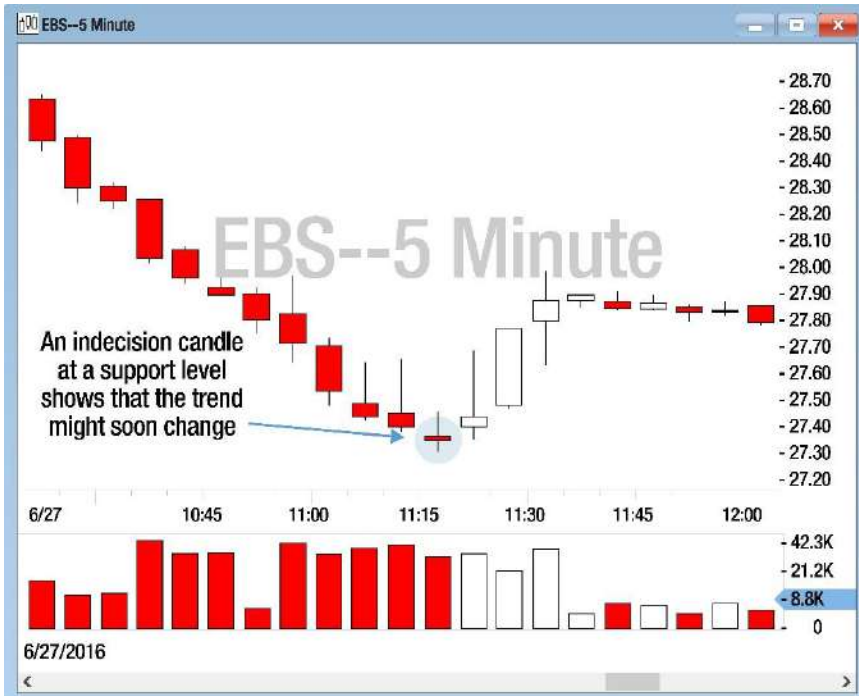 EBS--5 Minute
EBS--5 Minute
28.70
28.60
28.50
28.40
28.30
28.20
28.10
28.00
27.90
27.80
27.70
27.60
27.50
27.40
27.30
27.20
An indecision candle
at a support level
shows that the trend
might soon change
6/27 10:45 11:00 11:15 11:30 11:45 12:00
42.3K
21.2K
8.8K
0
6/27/2016